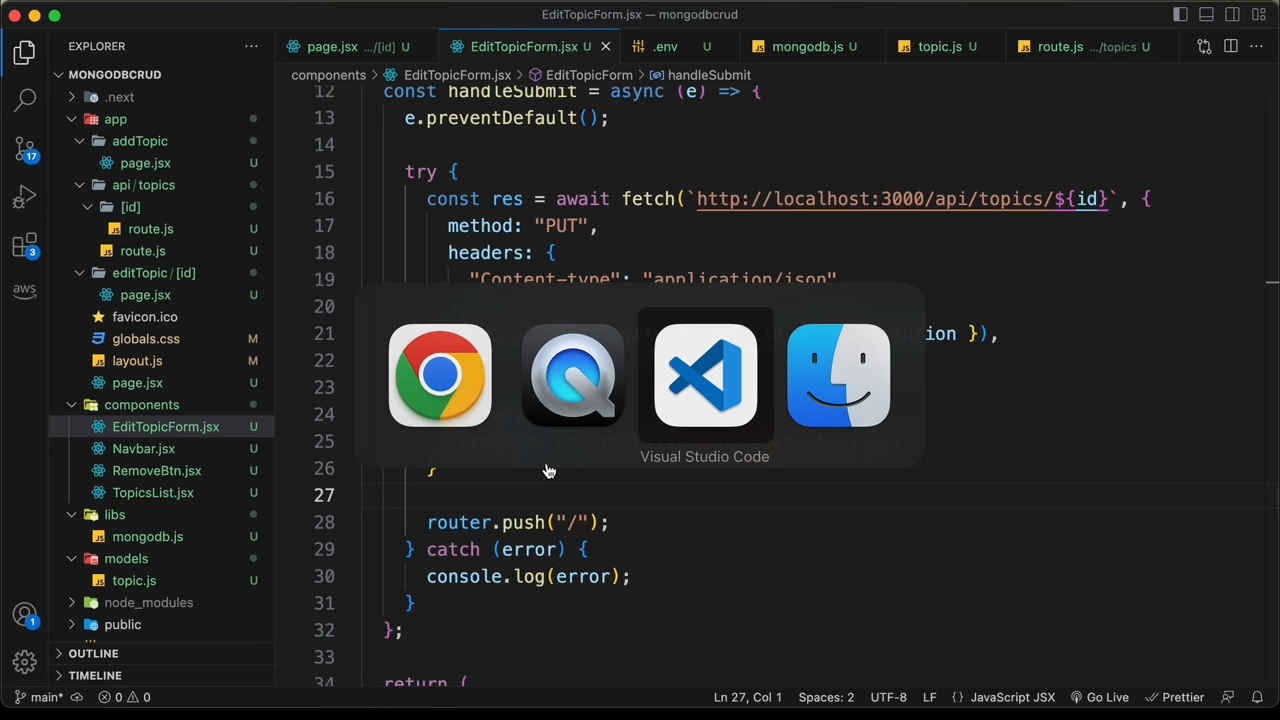 EditTopicForm.jsx — mongodbcrud
EXPLORER
page.jsx .../[id] U
EditTopicForm.jsx U
.env U
mongodb.js U
topic.js U
route.js .../topics U
components > EditTopicForm.jsx > EditTopicForm > handleSubmit
MONGODBCRUD
.next
app
addTopic
page.jsx U
api/topics
[id]
route.js U
route.js U
editTopic/[id]
page.jsx U
favicon.ico
globals.css M
layout.js M
page.jsx U
components
EditTopicForm.jsx U
Navbar.jsx U
RemoveBtn.jsx U
TopicsList.jsx U
libs
mongodb.js U
models
topic.js U
node_modules
public
OUTLINE
TIMELINE
17
3
aws
1
12 const handleSubmit = async (e) => {
13 e.preventDefault();
14
15 try {
16 const res = await fetch(`http://localhost:3000/api/topics/${id}`, {
17 method: "PUT",
18 headers: {
19 "Content-type": "application/json",
20
21 ion }),
22
23
24
25
26 }
27
28 router.push("/");
29 } catch (error) {
30 console.log(error);
31 }
32 };
33
34 return (
Visual Studio Code
main* 0 0
Ln 27, Col 1 Spaces: 2 UTF-8 LF {} JavaScript JSX Go Live Prettier